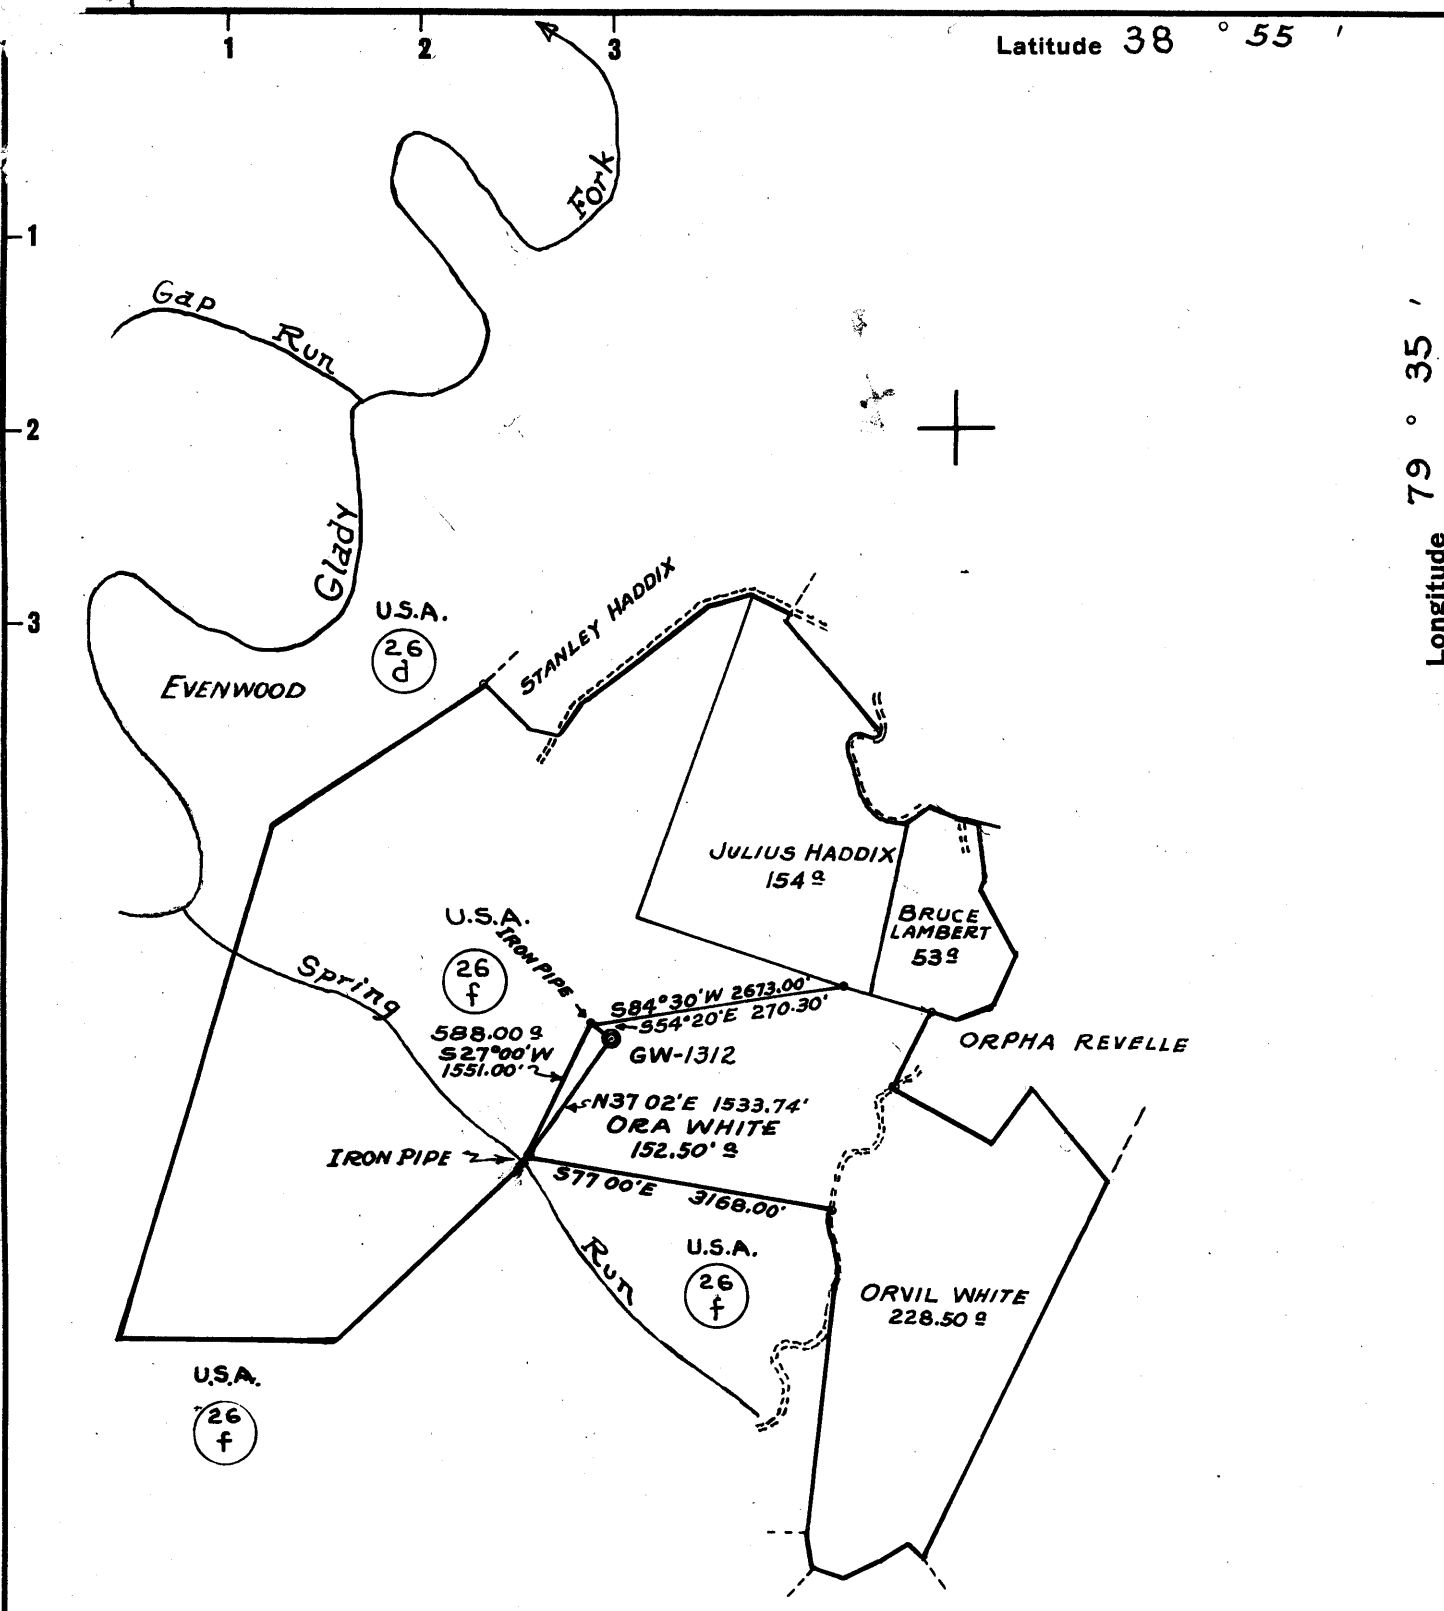 1
2
3
Latitude 38 ° 55 '
1
2
3
Longitude 79 ° 35 '
Fork
Gap Run
Glady
U.S.A.
26
d
EVENWOOD
STANLEY HADDIX
JULIUS HADDIX
154 a
BRUCE
LAMBERT
53 a
U.S.A.
IRON PIPE
26
f
Spring
588.00 a
S27°00'W
1551.00'
S84°30'W 2673.00'
S54°20'E 270.30'
GW-1312
ORPHA REVELLE
N37 02'E 1533.74'
ORA WHITE
152.50' a
IRON PIPE
S77 00'E 3168.00'
Run
U.S.A.
26
f
ORVIL WHITE
228.50 a
U.S.A.
26
f